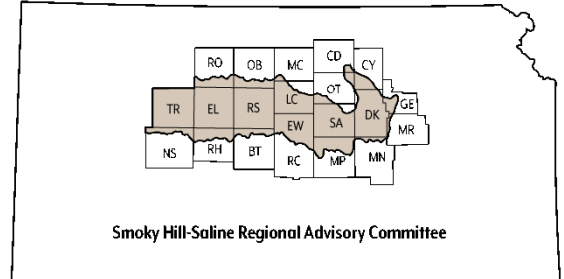 RO OB MC CD CY
OT
TR EL RS LC GE
EW SA DK MR
NS RH BT RC MP MN
Smoky Hill-Saline Regional Advisory Committee